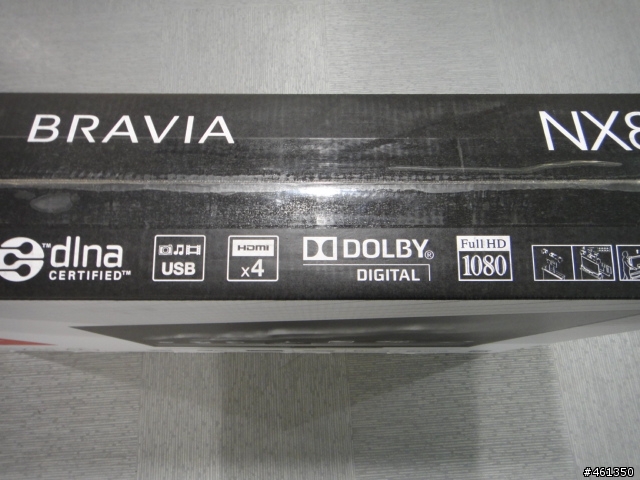 BRAVIA NX8
dlna CERTIFIED™
USB
HDMI x4
DOLBY® DIGITAL
Full HD 1080
#461350